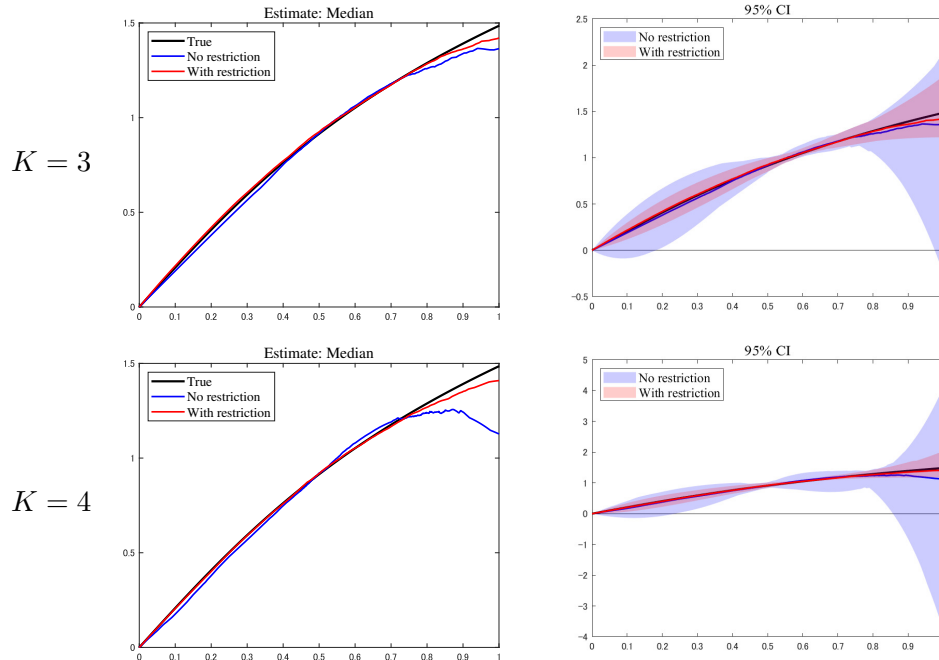 Estimate: Median
True
No restriction
With restriction
1.5
1
0.5
0
0 0.1 0.2 0.3 0.4 0.5 0.6 0.7 0.8 0.9 1
95% CI
No restriction
With restriction
2.5
2
1.5
1
0.5
0
-0.5
0 0.1 0.2 0.3 0.4 0.5 0.6 0.7 0.8 0.9
K = 3
Estimate: Median
True
No restriction
With restriction
1.5
1
0.5
0
0 0.1 0.2 0.3 0.4 0.5 0.6 0.7 0.8 0.9 1
95% CI
No restriction
With restriction
5
4
3
2
1
0
-1
-2
-3
-4
0 0.1 0.2 0.3 0.4 0.5 0.6 0.7 0.8 0.9
K = 4